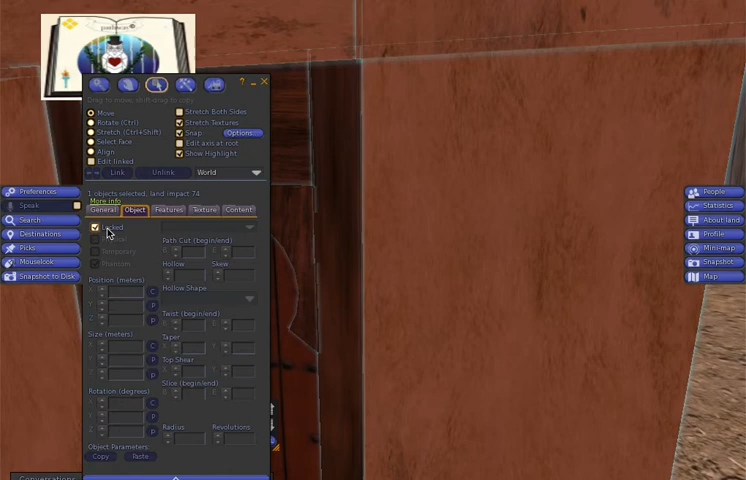 palace
? _ ×
Drag to move, shift-drag to copy
Move
Rotate (Ctrl)
Stretch (Ctrl+Shift)
Select Face
Align
Edit linked
Stretch Both Sides
Stretch Textures
Snap
Options...
Edit axis at root
Show Highlight
Link
Unlink
World
1 objects selected, land impact 74
More info
General
Object
Features
Texture
Content
Locked
Temporary
Phantom
Position (meters)
X
C
Y
P
Z
p
Size (meters)
X
C
Y
P
Z
p
Rotation (degrees)
X
C
Y
P
Z
p
Object Parameters:
Copy
Paste
Path Cut (begin/end)
B
E
Hollow
Skew
Hollow Shape
Twist (begin/end)
B
E
Taper
X
Y
Top Shear
X
Y
Slice (begin/end)
B
E
Radius
Revolutions
Preferences
Speak
Search
Destinations
Picks
Mouselook
Snapshot to Disk
People
Statistics
About land
Profile
Mini-map
Snapshot
Map
Conversations